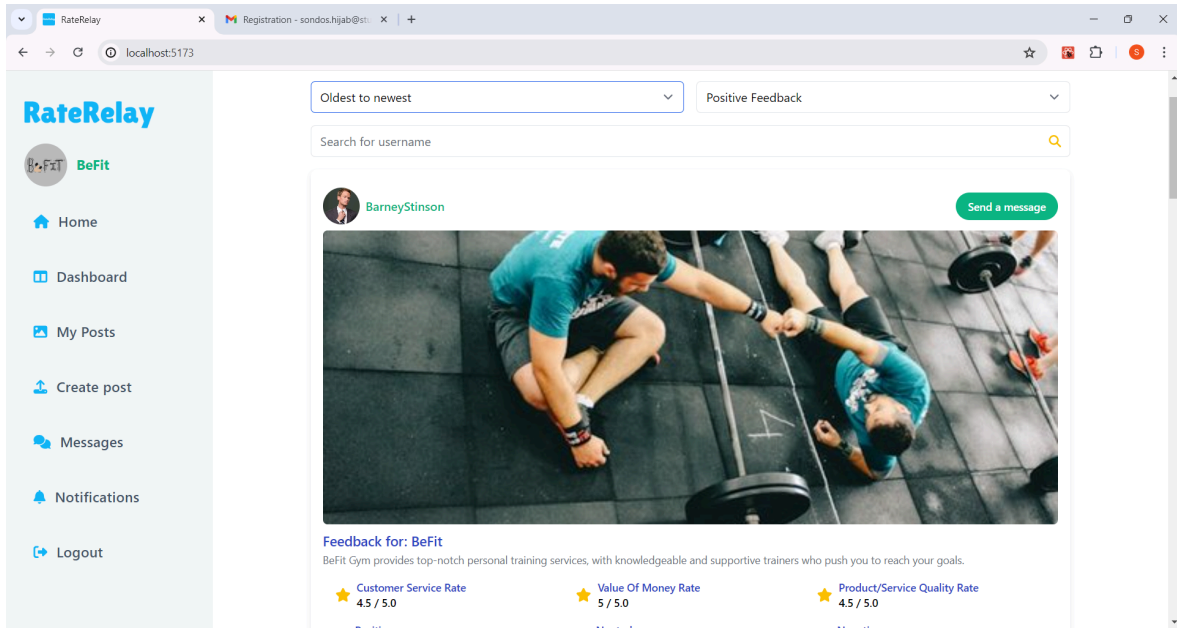 RateRelay
Registration - sondos.hijab@st
localhost:5173
S
RateRelay
BeFIT
BeFit
Home
Dashboard
My Posts
Create post
Messages
Notifications
Logout
Oldest to newest
Positive Feedback
Search for username
BarneyStinson
Send a message
Feedback for: BeFit
BeFit Gym provides top-notch personal training services, with knowledgeable and supportive trainers who push you to reach your goals.
Customer Service Rate
4.5 / 5.0
Value Of Money Rate
5 / 5.0
Product/Service Quality Rate
4.5 / 5.0